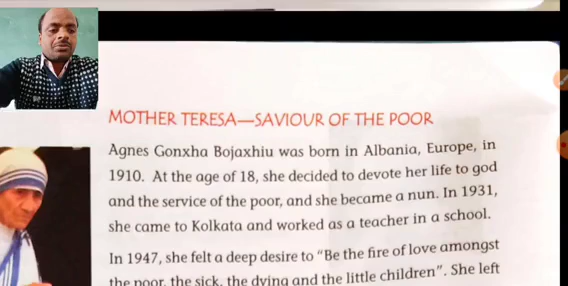 MOTHER TERESA—SAVIOUR OF THE POOR
Agnes Gonxha Bojaxhiu was born in Albania, Europe, in
1910. At the age of 18, she decided to devote her life to god
and the service of the poor, and she became a nun. In 1931,
she came to Kolkata and worked as a teacher in a school.
In 1947, she felt a deep desire to “Be the fire of love amongst
the poor, the sick, the dying and the little children”. She left